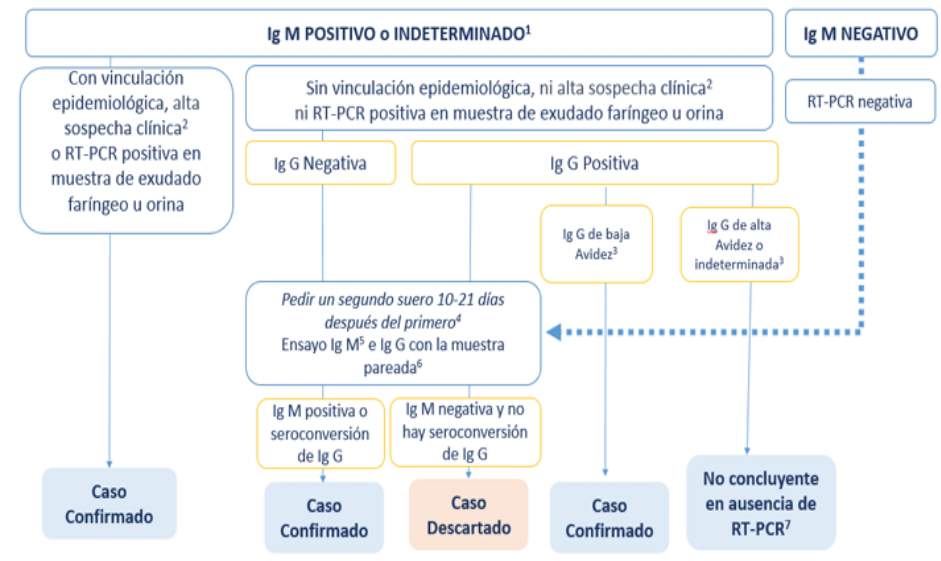 Ig M POSITIVO o INDETERMINADO¹
Ig M NEGATIVO
Con vinculación
epidemiológica, alta
sospecha clínica²
o RT-PCR positiva en
muestra de exudado
faríngeo u orina
Sin vinculación epidemiológica, ni alta sospecha clínica²
ni RT-PCR positiva en muestra de exudado faríngeo u orina
RT-PCR negativa
Ig G Negativa
Ig G Positiva
Ig G de baja
Avidez³
Ig G de alta
Avidez o
indeterminada³
Pedir un segundo suero 10-21 días
después del primero⁴
Ensayo Ig M⁵ e Ig G con la muestra
pareada⁶
Ig M positiva o
seroconversión
de Ig G
Ig M negativa y no
hay seroconversión
de Ig G
Caso
Confirmado
Caso
Confirmado
Caso
Descartado
Caso
Confirmado
No concluyente
en ausencia de
RT-PCR⁷